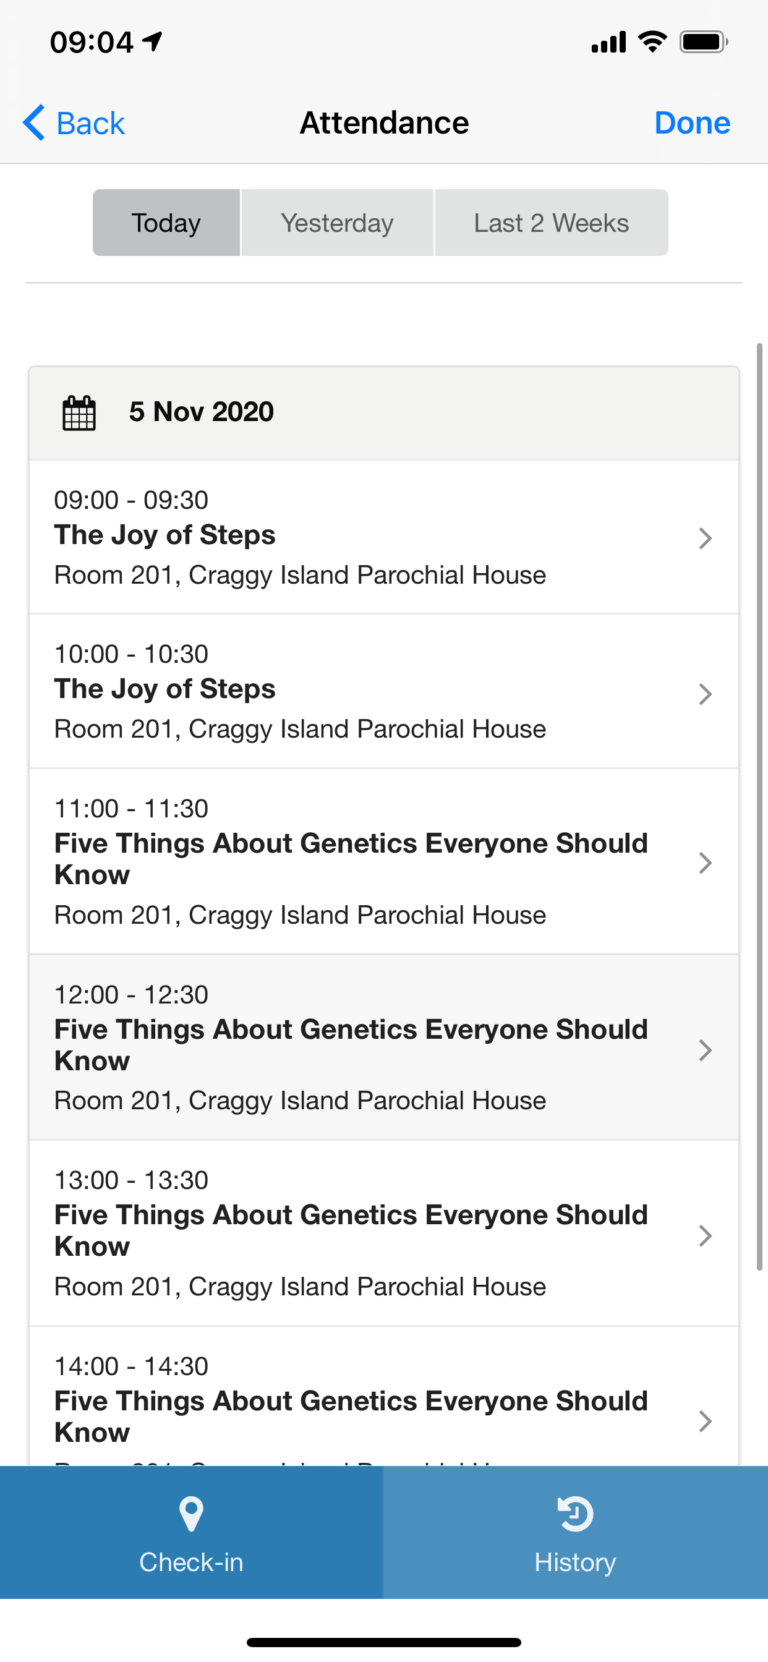 09:04
Back
Attendance
Done
Today
Yesterday
Last 2 Weeks
5 Nov 2020
09:00 - 09:30
The Joy of Steps
Room 201, Craggy Island Parochial House
10:00 - 10:30
The Joy of Steps
Room 201, Craggy Island Parochial House
11:00 - 11:30
Five Things About Genetics Everyone Should
Know
Room 201, Craggy Island Parochial House
12:00 - 12:30
Five Things About Genetics Everyone Should
Know
Room 201, Craggy Island Parochial House
13:00 - 13:30
Five Things About Genetics Everyone Should
Know
Room 201, Craggy Island Parochial House
14:00 - 14:30
Five Things About Genetics Everyone Should
Know
Check-in
History